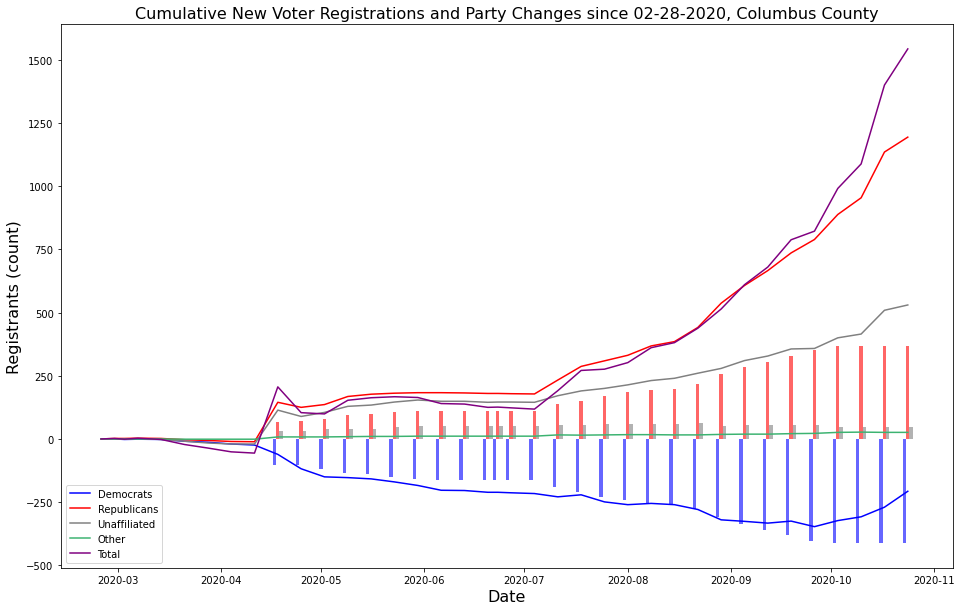 Cumulative New Voter Registrations and Party Changes since 02-28-2020, Columbus County
Registrants (count)
1500
1250
1000
750
500
250
0
−250
−500
Democrats
Republicans
Unaffiliated
Other
Total
2020-03
2020-04
2020-05
2020-06
2020-07
2020-08
2020-09
2020-10
2020-11
Date